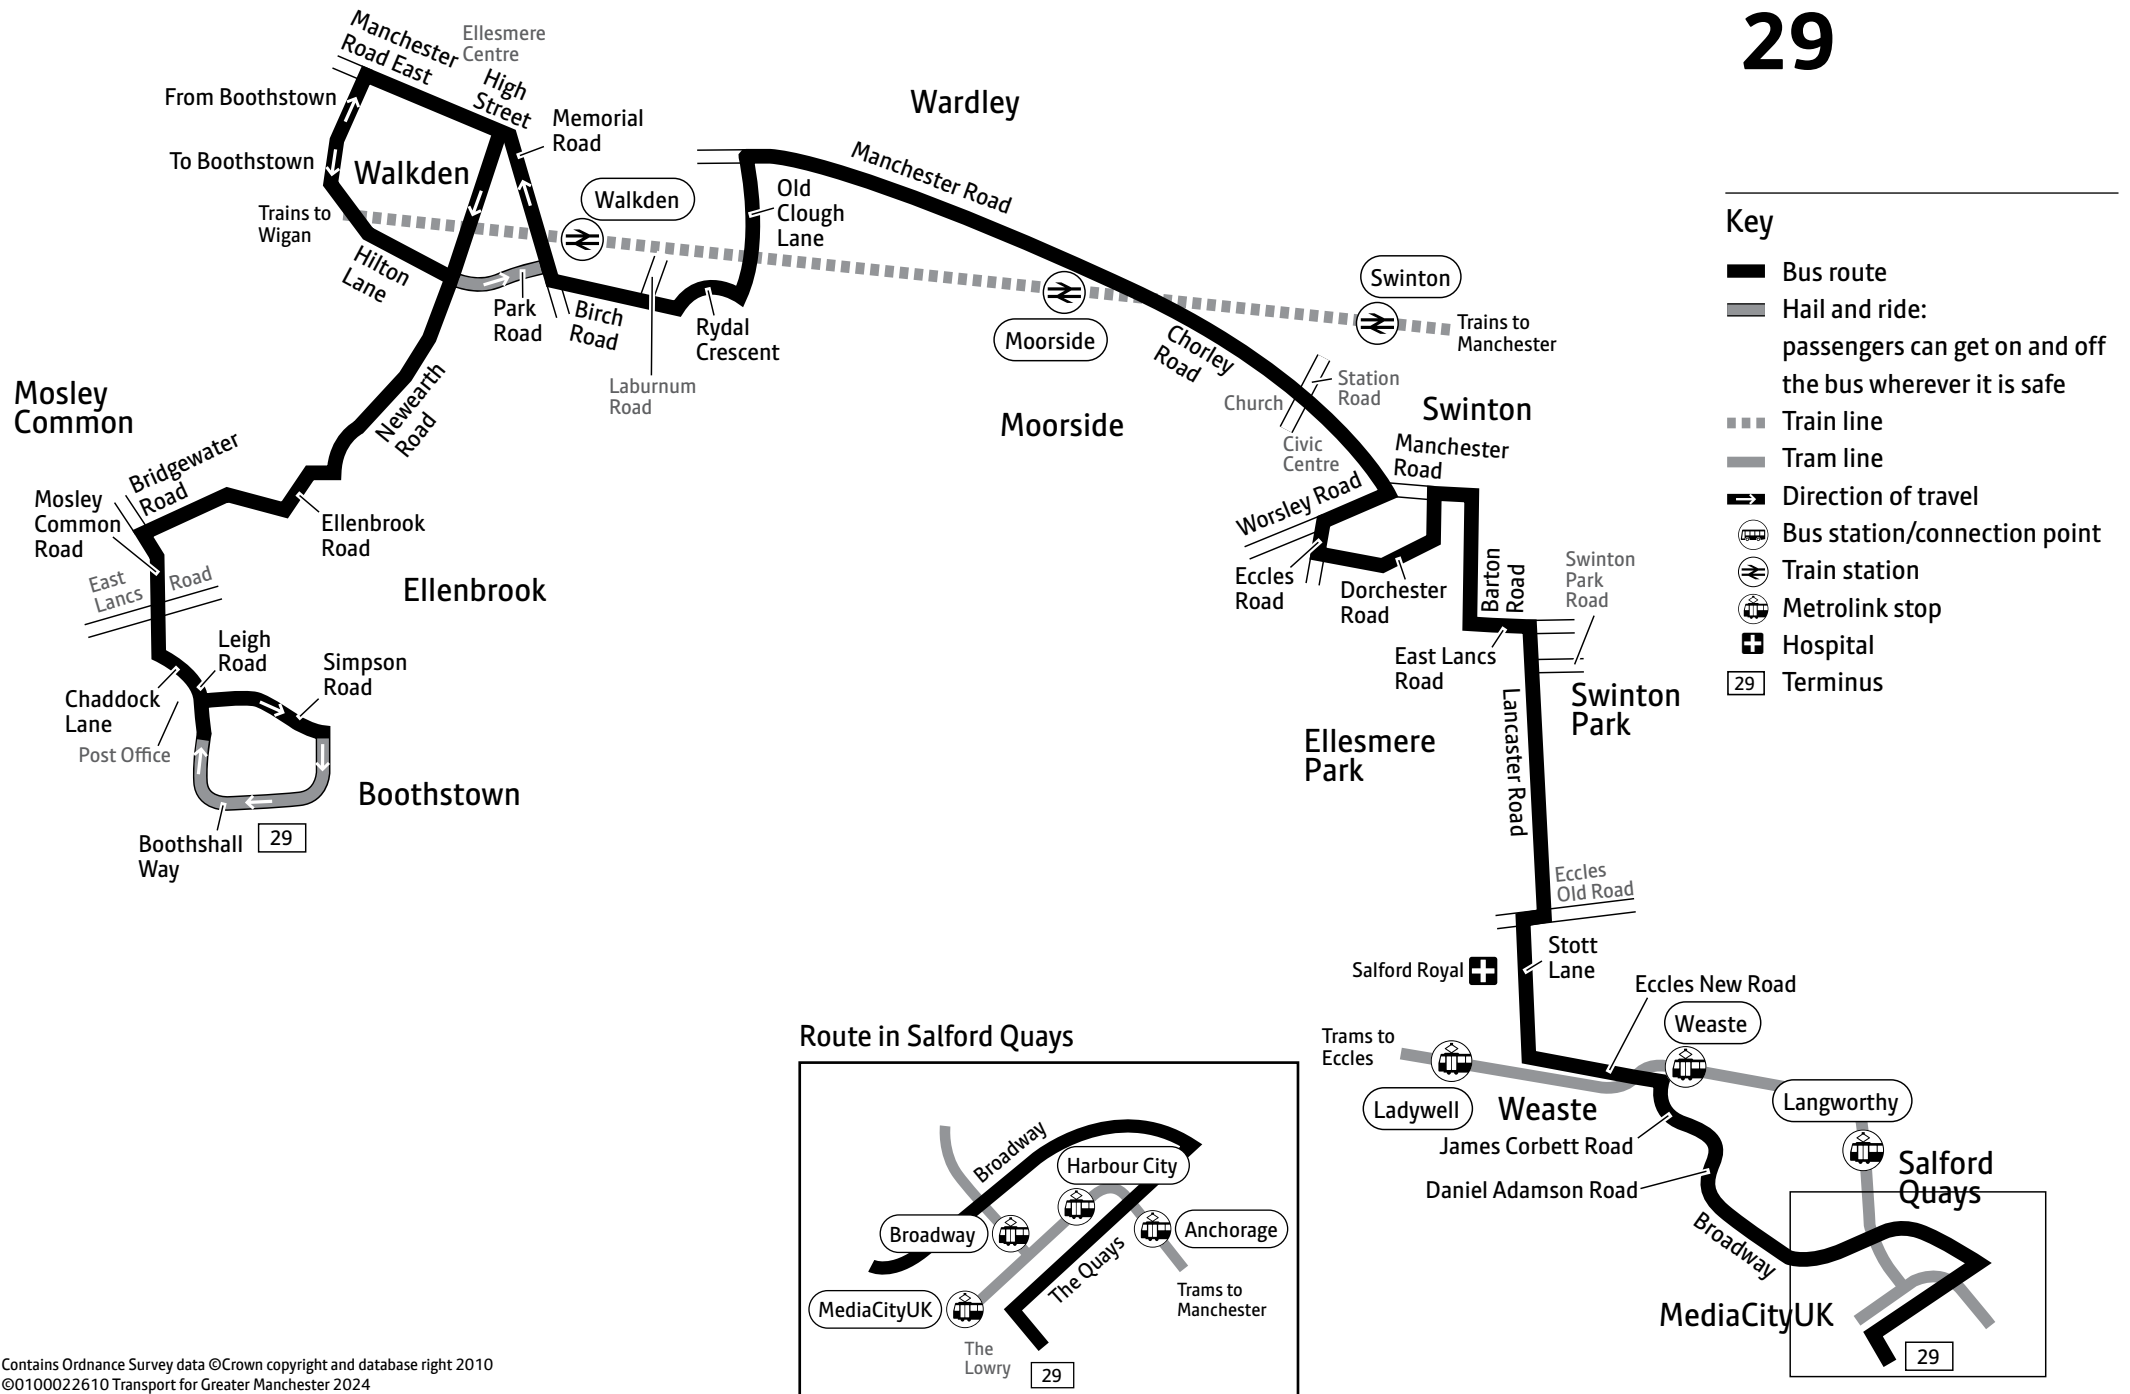 29
Manchester
Road East
Ellesmere
Centre
High
Street
From Boothstown
Memorial
Road
Wardley
To Boothstown
Walkden
Manchester Road
Walkden
Old
Clough
Lane
Trains to
Wigan
Hilton
Lane
Park
Road
Birch
Road
Rydal
Crescent
Laburnum
Road
Moorside
Moorside
Swinton
Trains to
Manchester
Chorley
Road
Station
Road
Church
Civic
Centre
Swinton
Manchester
Road
Worsley Road
Eccles
Road
Dorchester
Road
Barton
Road
Swinton
Park
Road
East Lancs
Road
Swinton
Park
Lancaster Road
Ellesmere
Park
Mosley
Common
Newearth
Road
Bridgewater
Road
Mosley
Common
Road
Ellenbrook
Road
East
Lancs
Road
Ellenbrook
Leigh
Road
Simpson
Road
Chaddock
Lane
Post Office
Boothstown
Boothshall
Way
29
Eccles
Old Road
Stott
Lane
Salford Royal
Eccles New Road
Weaste
Trams to
Eccles
Ladywell
Weaste
Langworthy
James Corbett Road
Daniel Adamson Road
Salford
Quays
Broadway
MediaCityUK
29
Route in Salford Quays
Broadway
Harbour City
Broadway
Anchorage
The Quays
MediaCityUK
Trams to
Manchester
The
Lowry
29
Key
Bus route
Hail and ride:
passengers can get on and off
the bus wherever it is safe
Train line
Tram line
Direction of travel
Bus station/connection point
Train station
Metrolink stop
Hospital
29 Terminus
Contains Ordnance Survey data ©Crown copyright and database right 2010
©0100022610 Transport for Greater Manchester 2024